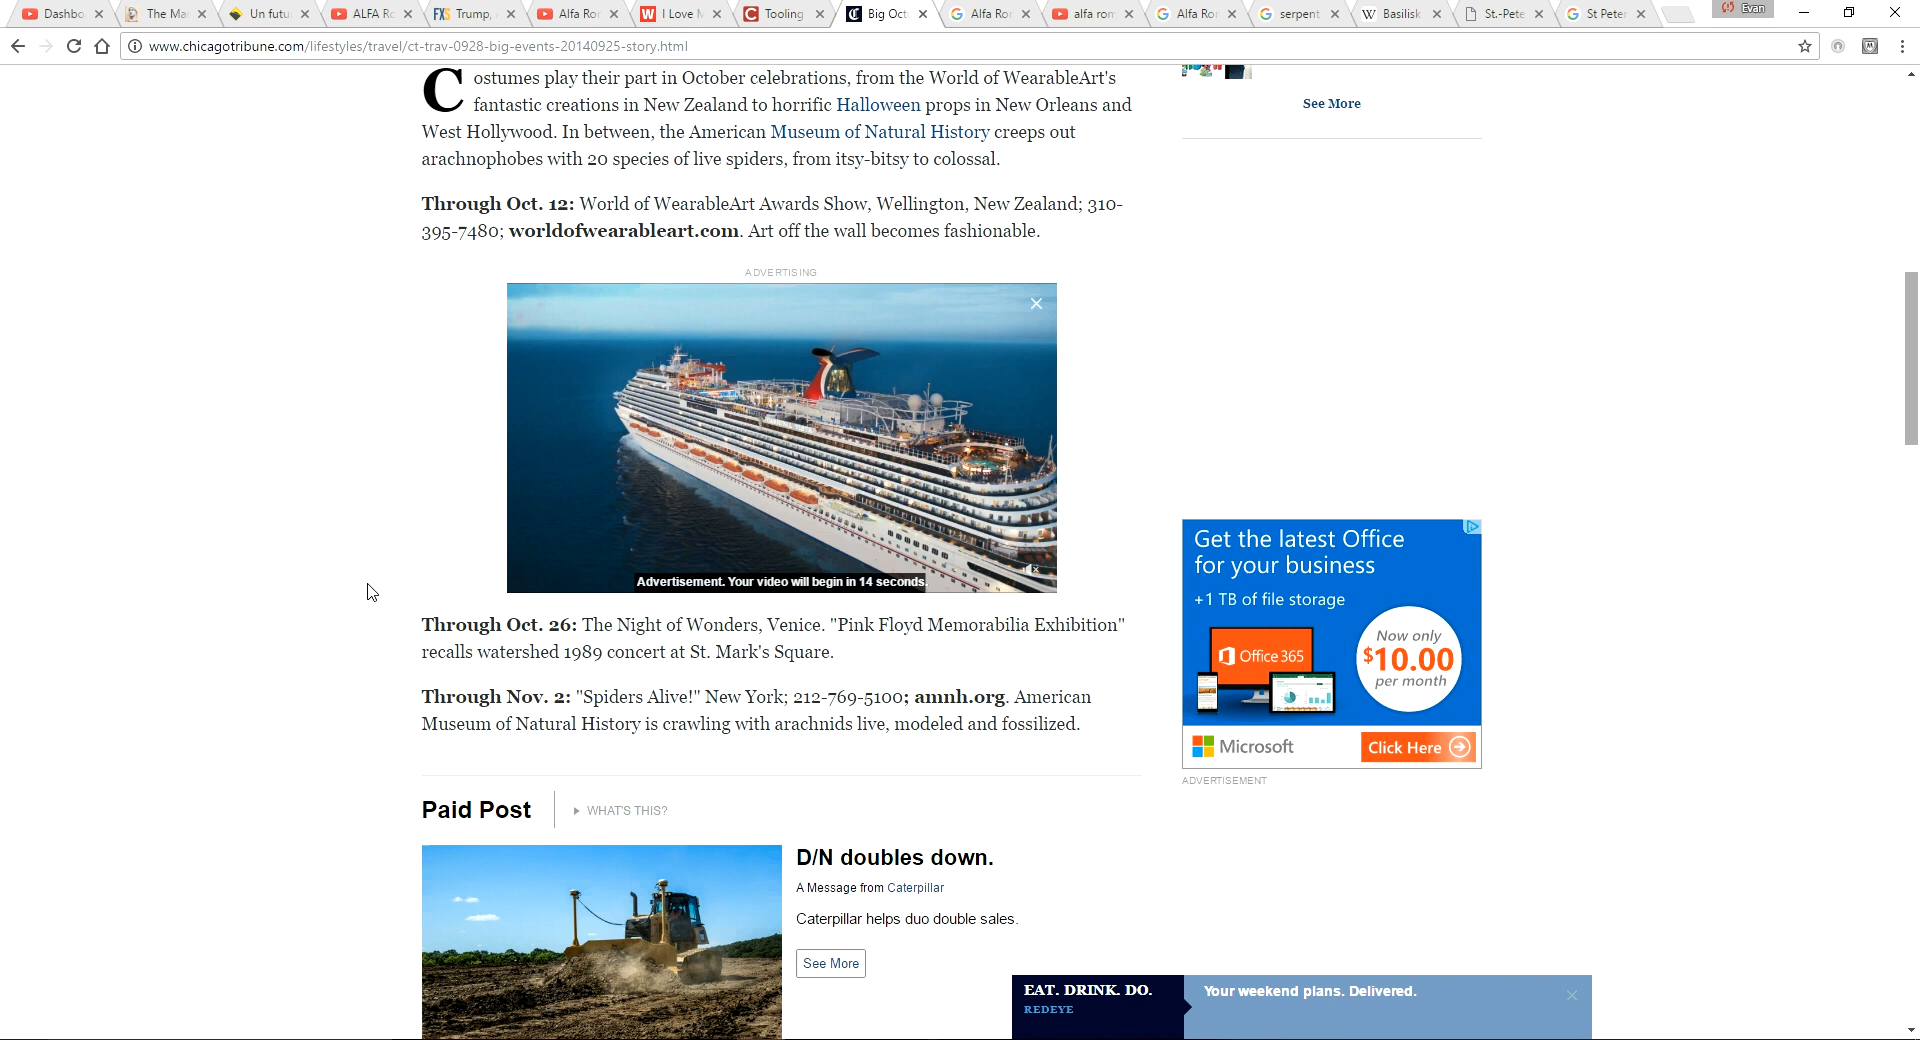 Dashbo
The Ma
Un futu
ALFA Ro
Trump,
Alfa Ror
I Love M
Tooling
Big Oct
Alfa Ror
alfa rom
Alfa Ror
serpent
Basilisk
St.-Pete
St Peter
Evan
www.chicagotribune.com/lifestyles/travel/ct-trav-0928-big-events-20140925-story.html
Costumes play their part in October celebrations, from the World of WearableArt's
fantastic creations in New Zealand to horrific Halloween props in New Orleans and
West Hollywood. In between, the American Museum of Natural History creeps out
arachnophobes with 20 species of live spiders, from itsy-bitsy to colossal.
See More
Through Oct. 12: World of WearableArt Awards Show, Wellington, New Zealand; 310-
395-7480; worldofwearableart.com. Art off the wall becomes fashionable.
ADVERTISING
Advertisement. Your video will begin in 14 seconds.
Through Oct. 26: The Night of Wonders, Venice. "Pink Floyd Memorabilia Exhibition"
recalls watershed 1989 concert at St. Mark's Square.
Through Nov. 2: "Spiders Alive!" New York; 212-769-5100; amnh.org. American
Museum of Natural History is crawling with arachnids live, modeled and fossilized.
Get the latest Office
for your business
+1 TB of file storage
Office 365
Now only
$10.00
per month
Microsoft
Click Here
ADVERTISEMENT
Paid Post
WHAT'S THIS?
D/N doubles down.
A Message from Caterpillar
Caterpillar helps duo double sales.
See More
EAT. DRINK. DO.
REDEYE
Your weekend plans. Delivered.